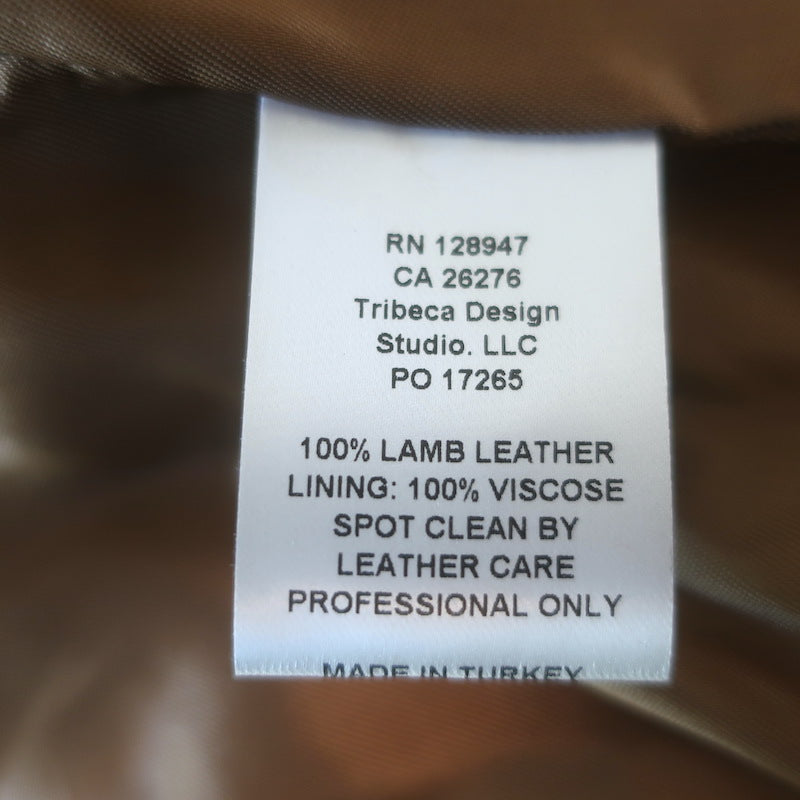 RN 128947
CA 26276
Tribeca Design
Studio. LLC
PO 17265
100% LAMB LEATHER
LINING: 100% VISCOSE
SPOT CLEAN BY
LEATHER CARE
PROFESSIONAL ONLY
MADE IN TURKEY